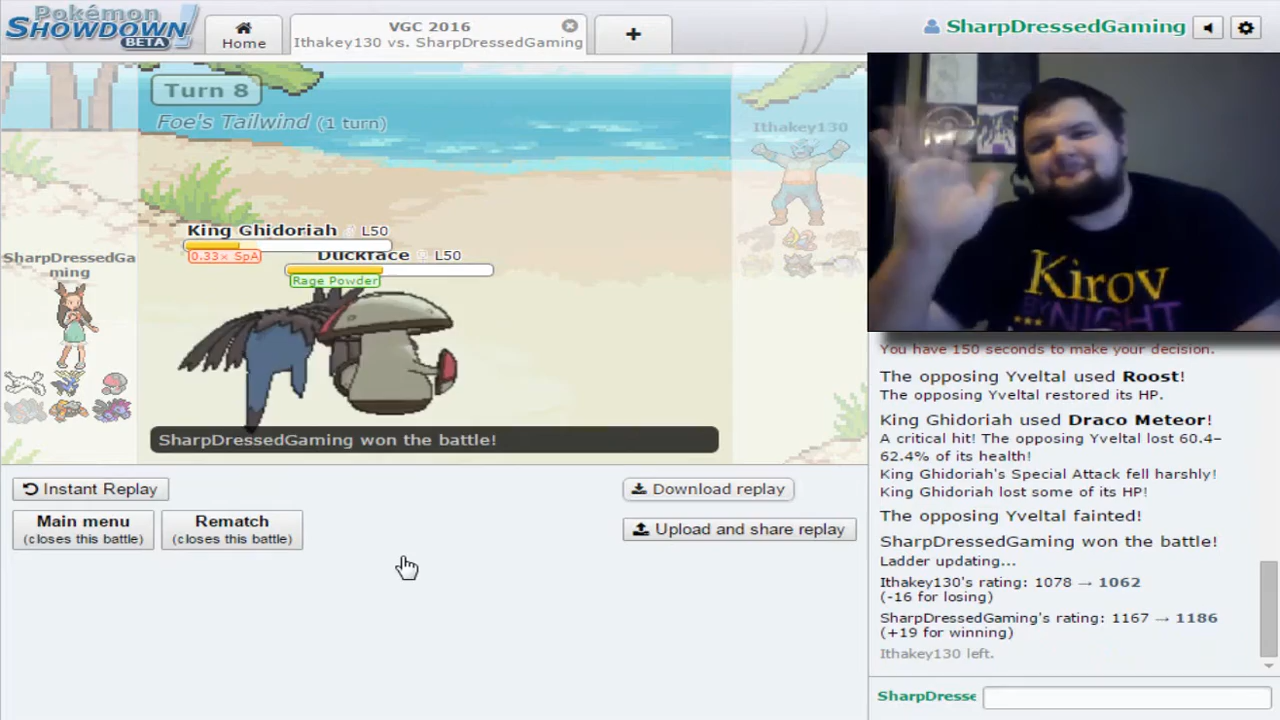 Pokémon
SHOWDOWN!
BETA
Home
VGC 2016
Ithakey130 vs. SharpDressedGaming
+
SharpDressedGaming
Turn 8
Foe's Tailwind (1 turn)
Ithakey130
King Ghidoriah L50
0.33× SpA
Duckface L50
Rage Powder
SharpDressedGa
ming
SharpDressedGaming won the battle!
Instant Replay
Download replay
Main menu
(closes this battle)
Rematch
(closes this battle)
Upload and share replay
Kirov
BY NIGHT
You have 150 seconds to make your decision.
The opposing Yveltal used Roost!
The opposing Yveltal restored its HP.
King Ghidoriah used Draco Meteor!
A critical hit! The opposing Yveltal lost 60.4–
62.4% of its health!
King Ghidoriah's Special Attack fell harshly!
King Ghidoriah lost some of its HP!
The opposing Yveltal fainted!
SharpDressedGaming won the battle!
Ladder updating...
Ithakey130's rating: 1078 → 1062
(-16 for losing)
SharpDressedGaming's rating: 1167 → 1186
(+19 for winning)
Ithakey130 left.
SharpDresse